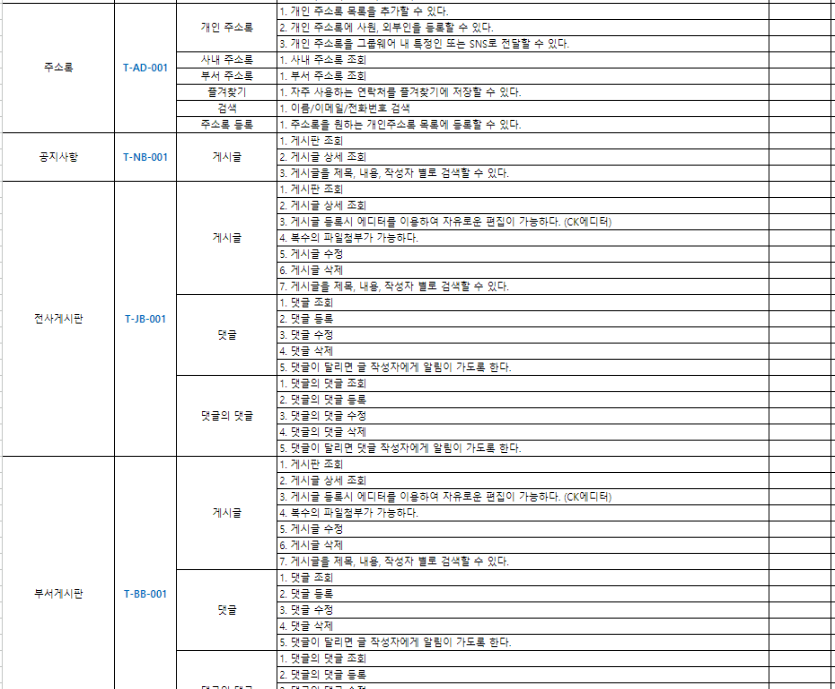 주소록
T-AD-001
개인 주소록
1. 개인 주소록 목록을 추가할 수 있다.
2. 개인 주소록에 사원, 외부인을 등록할 수 있다.
3. 개인 주소록을 그룹웨어 내 특정인 또는 SNS로 전달할 수 있다.
사내 주소록
1. 사내 주소록 조회
부서 주소록
1. 부서 주소록 조회
즐겨찾기
1. 자주 사용하는 연락처를 즐겨찾기에 저장할 수 있다.
검색
1. 이름/이메일/전화번호 검색
주소록 등록
1. 주소록을 원하는 개인주소록 목록에 등록할 수 있다.
공지사항
T-NB-001
게시글
1. 게시판 조회
2. 게시글 상세 조회
3. 게시글을 제목, 내용, 작성자 별로 검색할 수 있다.
전사게시판
T-JB-001
게시글
1. 게시판 조회
2. 게시글 상세 조회
3. 게시글 등록시 에디터를 이용하여 자유로운 편집이 가능하다. (CK에디터)
4. 복수의 파일첨부가 가능하다.
5. 게시글 수정
6. 게시글 삭제
7. 게시글을 제목, 내용, 작성자 별로 검색할 수 있다.
댓글
1. 댓글 조회
2. 댓글 등록
3. 댓글 수정
4. 댓글 삭제
5. 댓글이 달리면 글 작성자에게 알림이 가도록 한다.
댓글의 댓글
1. 댓글의 댓글 조회
2. 댓글의 댓글 등록
3. 댓글의 댓글 수정
4. 댓글의 댓글 삭제
5. 댓글이 달리면 댓글 작성자에게 알림이 가도록 한다.
부서게시판
T-BB-001
게시글
1. 게시판 조회
2. 게시글 상세 조회
3. 게시글 등록시 에디터를 이용하여 자유로운 편집이 가능하다. (CK에디터)
4. 복수의 파일첨부가 가능하다.
5. 게시글 수정
6. 게시글 삭제
7. 게시글을 제목, 내용, 작성자 별로 검색할 수 있다.
댓글
1. 댓글 조회
2. 댓글 등록
3. 댓글 수정
4. 댓글 삭제
5. 댓글이 달리면 글 작성자에게 알림이 가도록 한다.
1. 댓글의 댓글 조회
2. 댓글의 댓글 등록